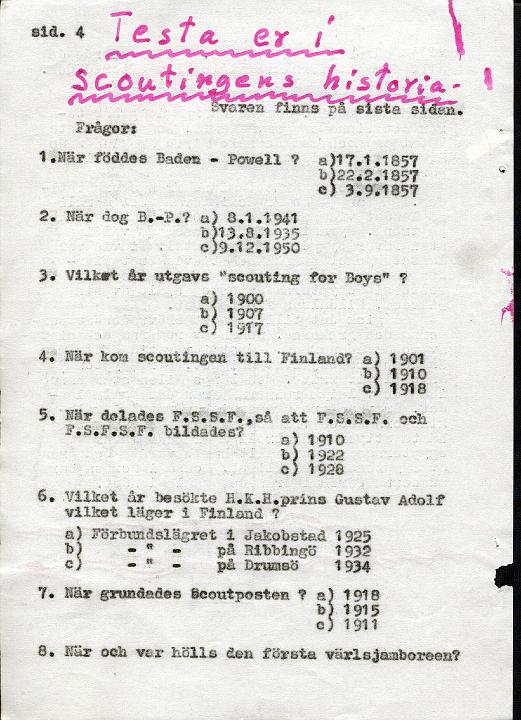 sid. 4 Testa er i
scoutingens historia.
Svaren finns på sista sidan.
Frågor:
1.När föddes Baden - Powell ? a)17.1.1857
b)22.2.1857
c) 3.9.1857
2. När dog B.-P.? a) 8.1.1941
b)13.8.1935
c)9.12.1950
3. Vilket år utgavs "scouting for Boys" ?
a) 1900
b) 1907
c) 1917
4. När kom scoutingen till Finland? a) 1901
b) 1910
c) 1918
5. När delades F.S.S.F.,så att F.S.S.F. och
F.S.F.S.F. bildades?
a) 1910
b) 1922
c) 1928
6. Vilket år besökte H.K.H.prins Gustav Adolf
vilket läger i Finland ?
a) Förbundslägret i Jakobstad 1925
b) - " - på Ribbingö 1932
c) - " - på Drumsö 1934
7. När grundades Scoutposten ? a) 1918
b) 1915
c) 1911
8. När och var hölls den första värlsjamboreen?